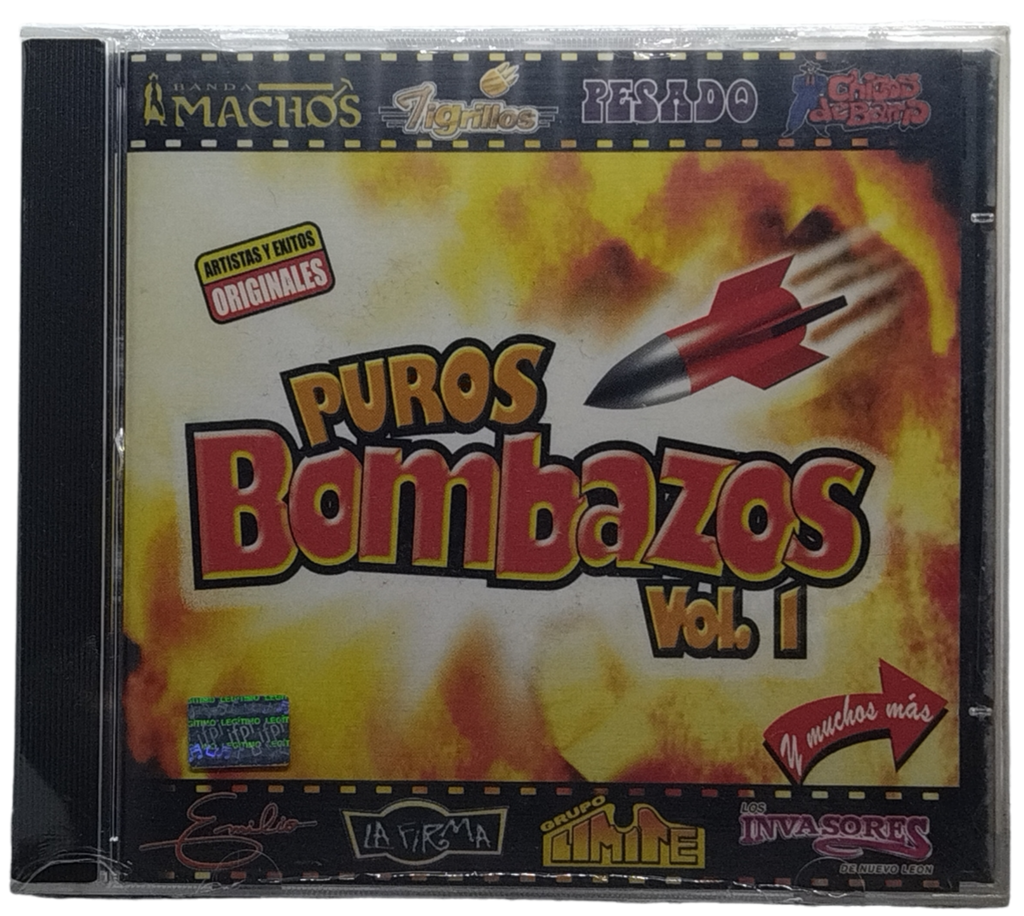 BANDA
MACHOS
Tigrillos
PESADO
Chicos
de Barrio
ARTISTAS Y EXITOS
ORIGINALES
PUROS
Bombazos
Vol. 1
Y muchos más
LEGITIMO
Emilio
LA FIRMA
GRUPO
LIMITE
LOS
INVASORES
DE NUEVO LEON